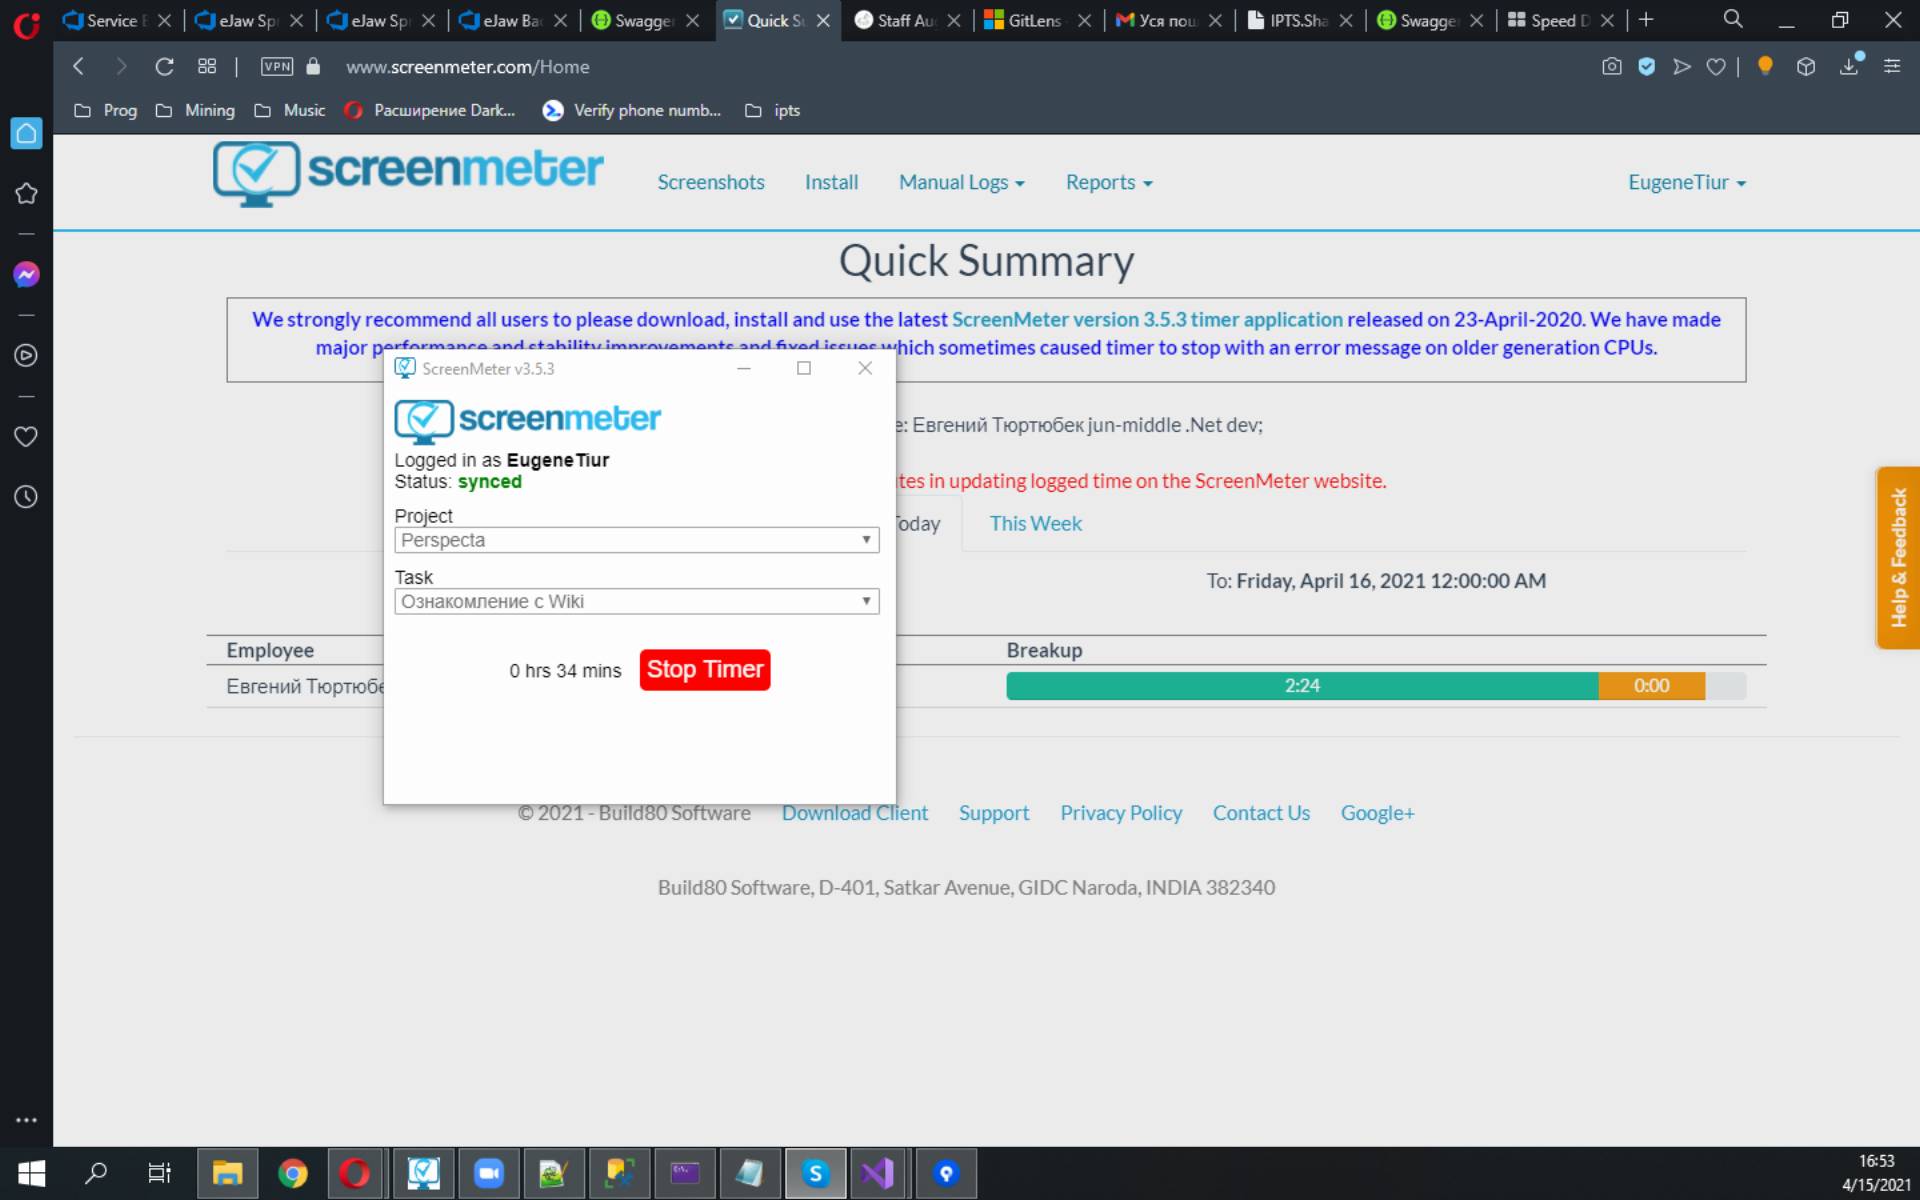 Service
eJaw Sp
eJaw Sp
eJaw Ba
Swagge
Quick S
Staff Au
GitLens
Уся пош
IPTS.Sha
Swagge
Speed D
VPN
www.screenmeter.com/Home
Prog
Mining
Music
Расширение Dark...
Verify phone numb...
ipts
screenmeter
Screenshots
Install
Manual Logs
Reports
EugeneTiur
Quick Summary
We strongly recommend all users to please download, install and use the latest ScreenMeter version 3.5.3 timer application released on 23-April-2020. We have made
major performance and stability improvements and fixed issues which sometimes caused timer to stop with an error message on older generation CPUs.
ScreenMeter v3.5.3
screenmeter
Logged in as EugeneTiur
Status: synced
Project
Perspecta
Task
Ознакомление с Wiki
0 hrs 34 mins
Stop Timer
e: Евгений Тюртюбек jun-middle .Net dev;
tes in updating logged time on the ScreenMeter website.
Today
This Week
To: Friday, April 16, 2021 12:00:00 AM
Employee
Breakup
Евгений Тюртюбе
2:24
0:00
Help & Feedback
© 2021 - Build80 Software
Download Client
Support
Privacy Policy
Contact Us
Google+
Build80 Software, D-401, Satkar Avenue, GIDC Naroda, INDIA 382340
16:53
4/15/2021